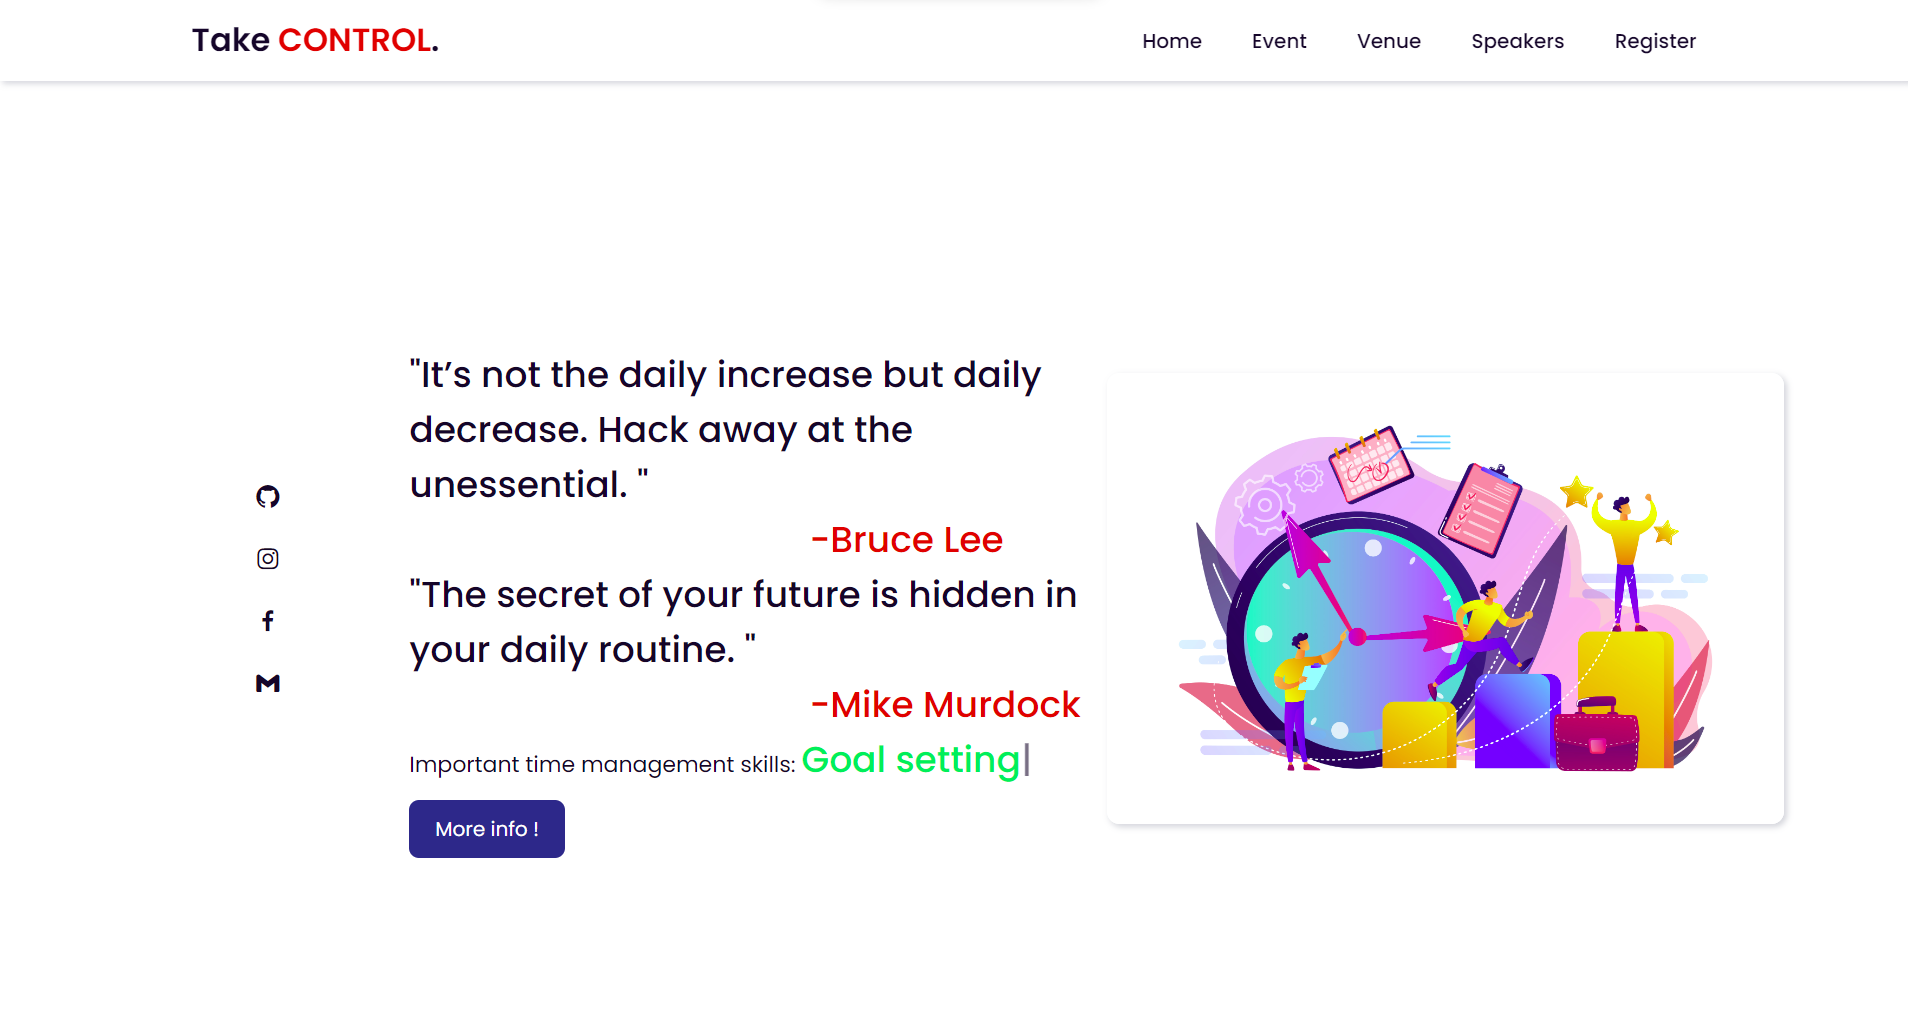 Take CONTROL.
Home Event Venue Speakers Register
"It’s not the daily increase but daily
decrease. Hack away at the
unessential. "
-Bruce Lee
"The secret of your future is hidden in
your daily routine. "
-Mike Murdock
Important time management skills: Goal setting|
More info !